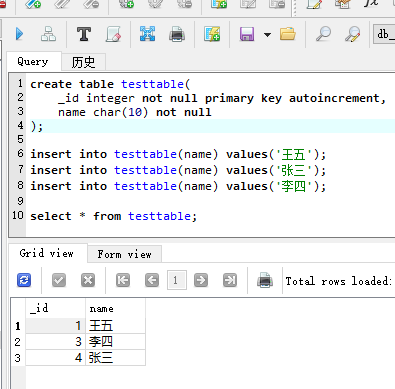 db_
Query 历史
1 create table testtable(
2 _id integer not null primary key autoincrement,
3 name char(10) not null
4 );
5
6 insert into testtable(name) values('王五');
7 insert into testtable(name) values('张三');
8 insert into testtable(name) values('李四');
9
10 select * from testtable;
Grid view Form view
1 Total rows loaded:
_id name
1 1 王五
2 3 李四
3 4 张三